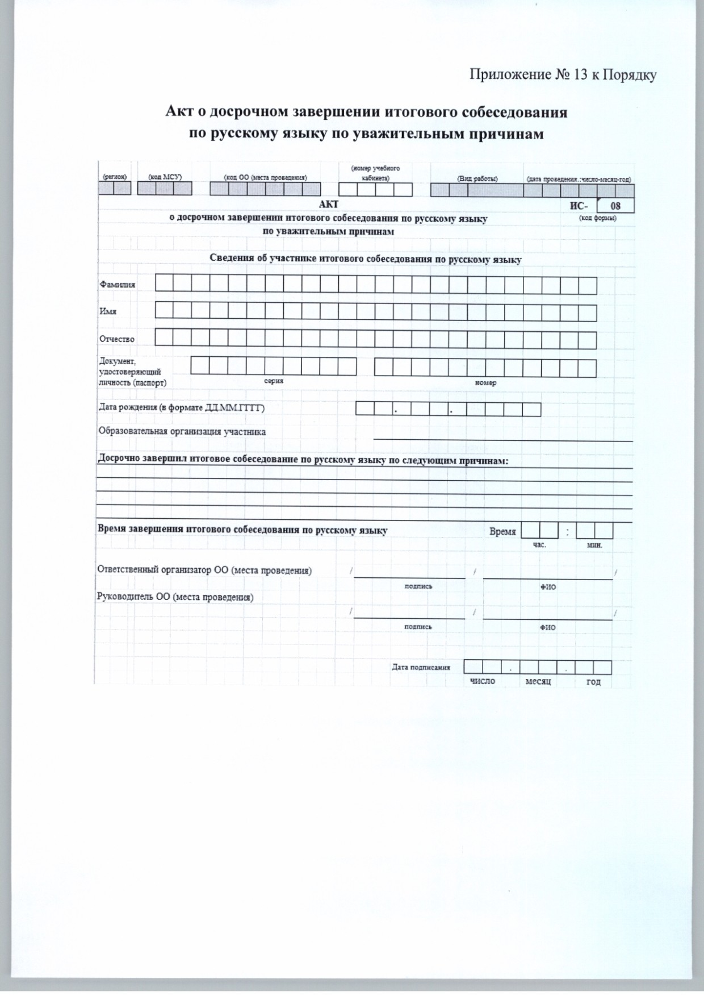 Приложение № 13 к Порядку
Акт о досрочном завершении итогового собеседования
по русскому языку по уважительным причинам
(регион) (код МСУ) (код ОО (места проведения) (номер учебного кабинета) (Вид работы) (дата проведения.:число-месяц-год)
АКТ ИС- 08
о досрочном завершении итогового собеседования по русскому языку (код формы)
по уважительным причинам
Сведения об участнике итогового собеседования по русскому языку
Фамилия
Имя
Отчество
Документ,
удостоверяющий
личность (паспорт) серия номер
Дата рождения (в формате ДД.ММ.ГГГГ) . .
Образовательная организация участника
Досрочно завершил итоговое собеседование по русскому языку по следующим причинам:
Время завершения итогового собеседования по русскому языку Время :
час. мин.
Ответственный организатор ОО (места проведения) / / /
подпись ФИО
Руководитель ОО (места проведения)
/ / /
подпись ФИО
Дата подписания . .
число месяц год